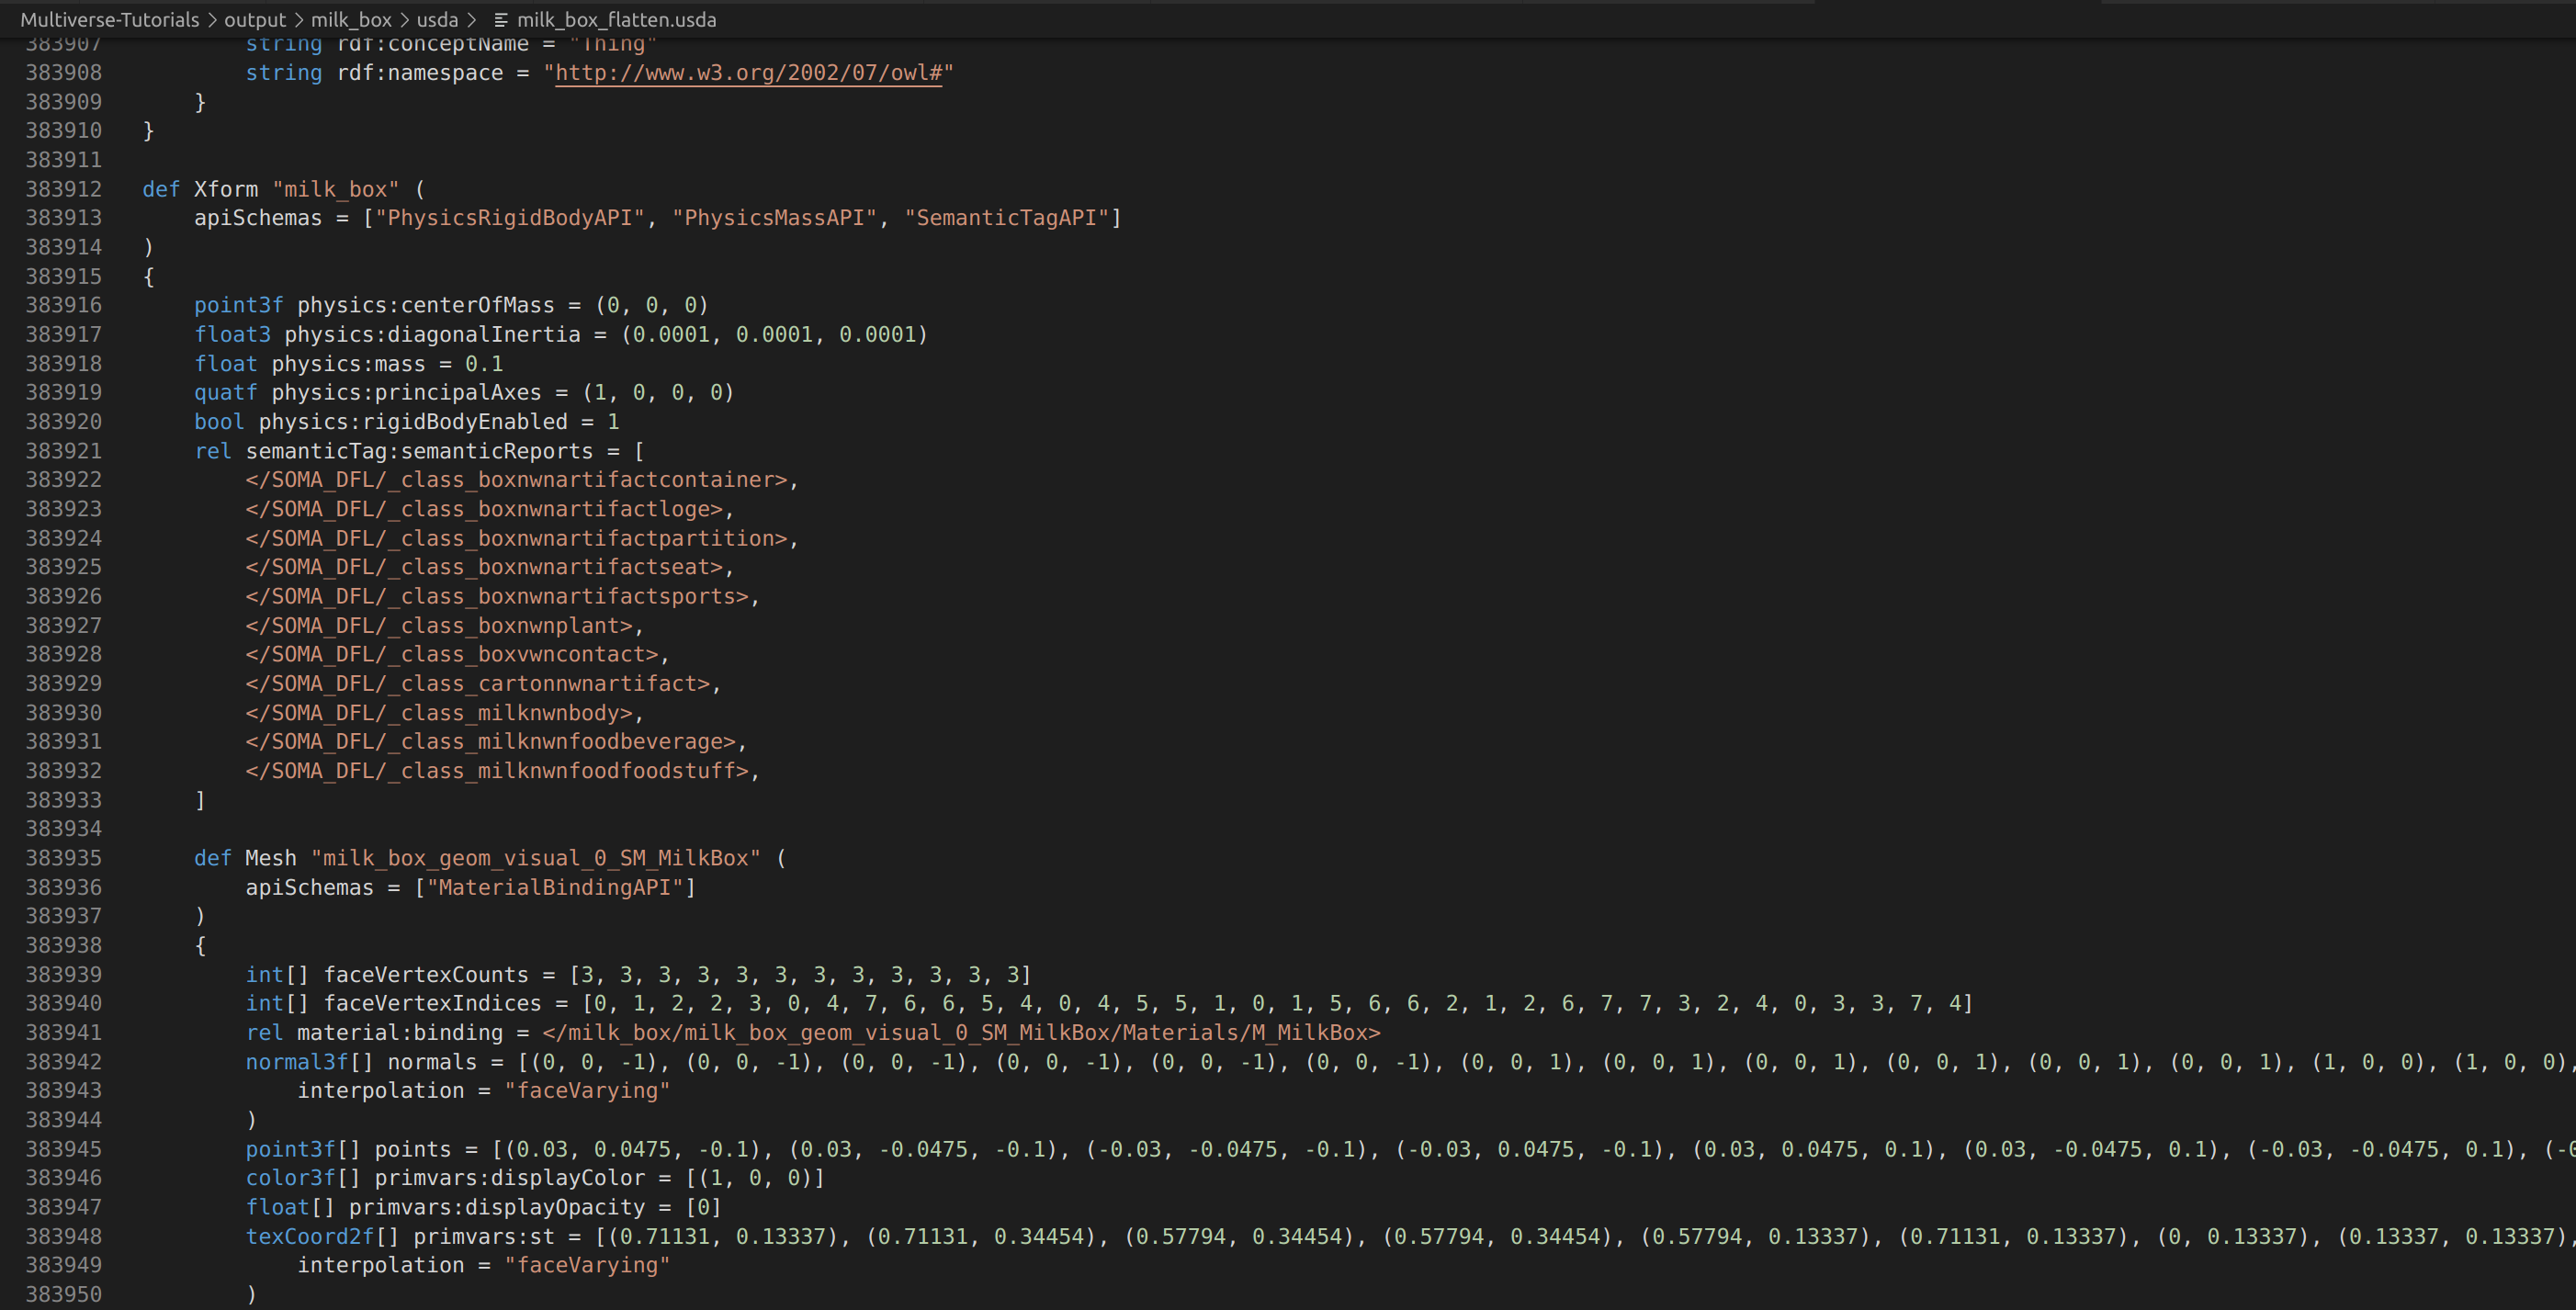 Multiverse-Tutorials > output > milk_box > usda > milk_box_flatten.usda
383907 string rdf:conceptName = "Thing"
383908 string rdf:namespace = "http://www.w3.org/2002/07/owl#"
383909 }
383910 }
383911
383912 def Xform "milk_box" (
383913 apiSchemas = ["PhysicsRigidBodyAPI", "PhysicsMassAPI", "SemanticTagAPI"]
383914 )
383915 {
383916 point3f physics:centerOfMass = (0, 0, 0)
383917 float3 physics:diagonalInertia = (0.0001, 0.0001, 0.0001)
383918 float physics:mass = 0.1
383919 quatf physics:principalAxes = (1, 0, 0, 0)
383920 bool physics:rigidBodyEnabled = 1
383921 rel semanticTag:semanticReports = [
383922 </SOMA_DFL/_class_boxnwnartifactcontainer>,
383923 </SOMA_DFL/_class_boxnwnartifactloge>,
383924 </SOMA_DFL/_class_boxnwnartifactpartition>,
383925 </SOMA_DFL/_class_boxnwnartifactseat>,
383926 </SOMA_DFL/_class_boxnwnartifactsports>,
383927 </SOMA_DFL/_class_boxnwnplant>,
383928 </SOMA_DFL/_class_boxvwncontact>,
383929 </SOMA_DFL/_class_cartonnwnartifact>,
383930 </SOMA_DFL/_class_milknwnbody>,
383931 </SOMA_DFL/_class_milknwnfoodbeverage>,
383932 </SOMA_DFL/_class_milknwnfoodfoodstuff>,
383933 ]
383934
383935 def Mesh "milk_box_geom_visual_0_SM_MilkBox" (
383936 apiSchemas = ["MaterialBindingAPI"]
383937 )
383938 {
383939 int[] faceVertexCounts = [3, 3, 3, 3, 3, 3, 3, 3, 3, 3, 3, 3]
383940 int[] faceVertexIndices = [0, 1, 2, 2, 3, 0, 4, 7, 6, 6, 5, 4, 0, 4, 5, 5, 1, 0, 1, 5, 6, 6, 2, 1, 2, 6, 7, 7, 3, 2, 4, 0, 3, 3, 7, 4]
383941 rel material:binding = </milk_box/milk_box_geom_visual_0_SM_MilkBox/Materials/M_MilkBox>
383942 normal3f[] normals = [(0, 0, -1), (0, 0, -1), (0, 0, -1), (0, 0, -1), (0, 0, -1), (0, 0, -1), (0, 0, 1), (0, 0, 1), (0, 0, 1), (0, 0, 1), (0, 0, 1), (0, 0, 1), (1, 0, 0), (1, 0, 0),
383943 interpolation = "faceVarying"
383944 )
383945 point3f[] points = [(0.03, 0.0475, -0.1), (0.03, -0.0475, -0.1), (-0.03, -0.0475, -0.1), (-0.03, 0.0475, -0.1), (0.03, 0.0475, 0.1), (0.03, -0.0475, 0.1), (-0.03, -0.0475, 0.1), (-0
383946 color3f[] primvars:displayColor = [(1, 0, 0)]
383947 float[] primvars:displayOpacity = [0]
383948 texCoord2f[] primvars:st = [(0.71131, 0.13337), (0.71131, 0.34454), (0.57794, 0.34454), (0.57794, 0.34454), (0.57794, 0.13337), (0.71131, 0.13337), (0, 0.13337), (0.13337, 0.13337),
383949 interpolation = "faceVarying"
383950 )